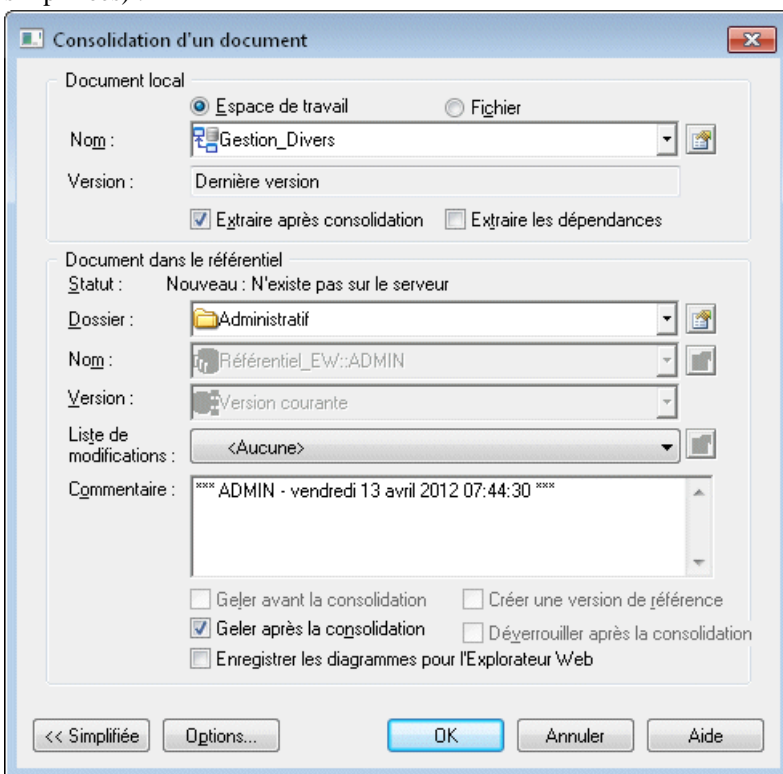 Consolidation d'un document
Document local
Espace de travail Fichier
Nom : Gestion_Divers
Version : Dernière version
Extraire après consolidation Extraire les dépendances
Document dans le référentiel
Statut : Nouveau : N'existe pas sur le serveur
Dossier : Administratif
Nom : Référentiel_EW::ADMIN
Version : Version courante
Liste de
modifications : <Aucune>
Commentaire : *** ADMIN - vendredi 13 avril 2012 07:44:30 ***
Geler avant la consolidation Créer une version de référence
Geler après la consolidation Déverrouiller après la consolidation
Enregistrer les diagrammes pour l'Explorateur Web
<< Simplifiée Options... OK Annuler Aide